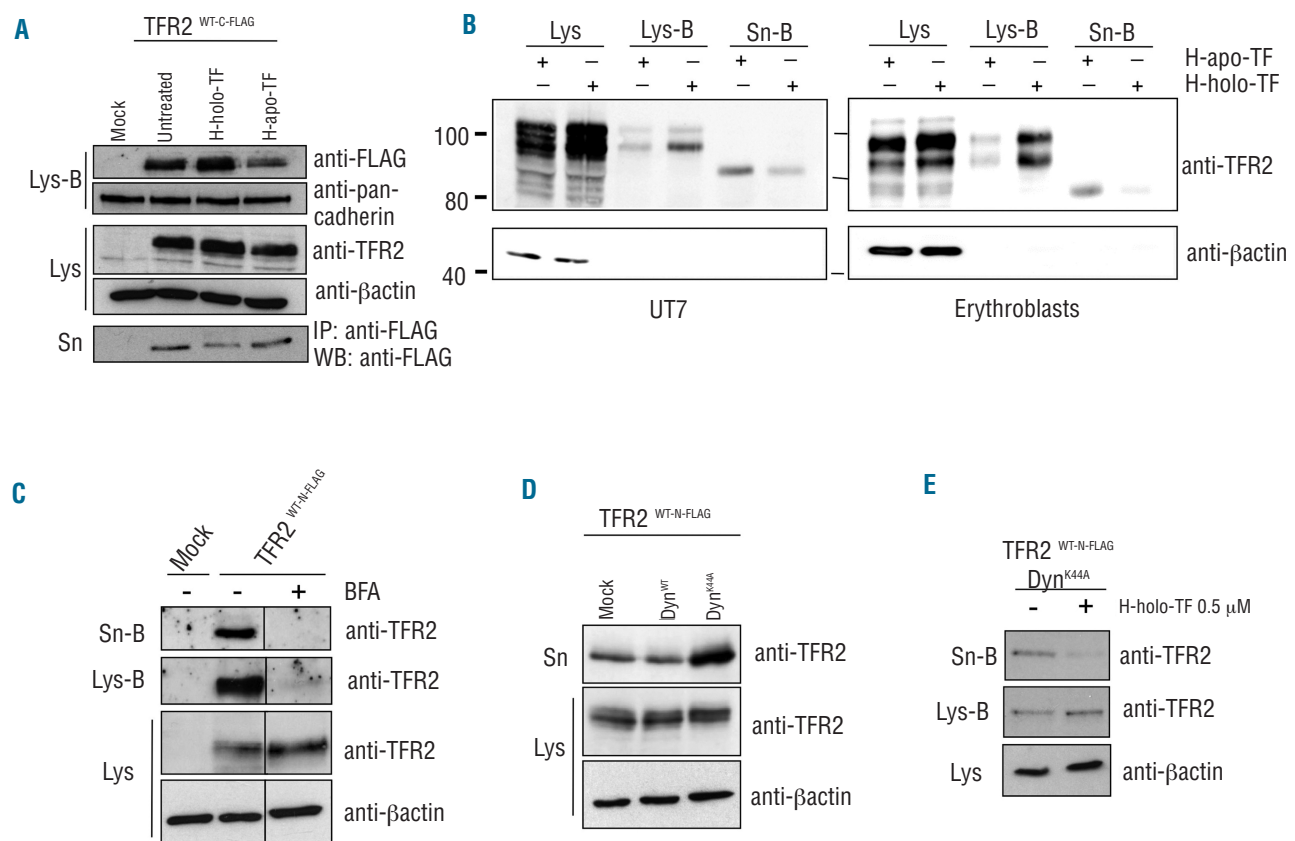 A
TFR2 WT-C-FLAG
Mock
Untreated
H-holo-TF
H-apo-TF
Lys-B
anti-FLAG
anti-pan-
cadherin
Lys
anti-TFR2
anti-βactin
Sn
IP: anti-FLAG
WB: anti-FLAG
B
Lys Lys-B Sn-B Lys Lys-B Sn-B
+ – + – + – + – + – + – H-apo-TF
– + – + – + – + – + – + H-holo-TF
100
80
anti-TFR2
40
anti-βactin
UT7 Erythroblasts
C
Mock TFR2 WT-N-FLAG
- - + BFA
Sn-B anti-TFR2
Lys-B anti-TFR2
Lys
anti-TFR2
anti-βactin
D
TFR2 WT-N-FLAG
Mock
DynWT
DynK44A
Sn anti-TFR2
Lys
anti-TFR2
anti-βactin
E
TFR2 WT-N-FLAG
DynK44A
- + H-holo-TF 0.5 μM
Sn-B anti-TFR2
Lys-B anti-TFR2
Lys anti-βactin